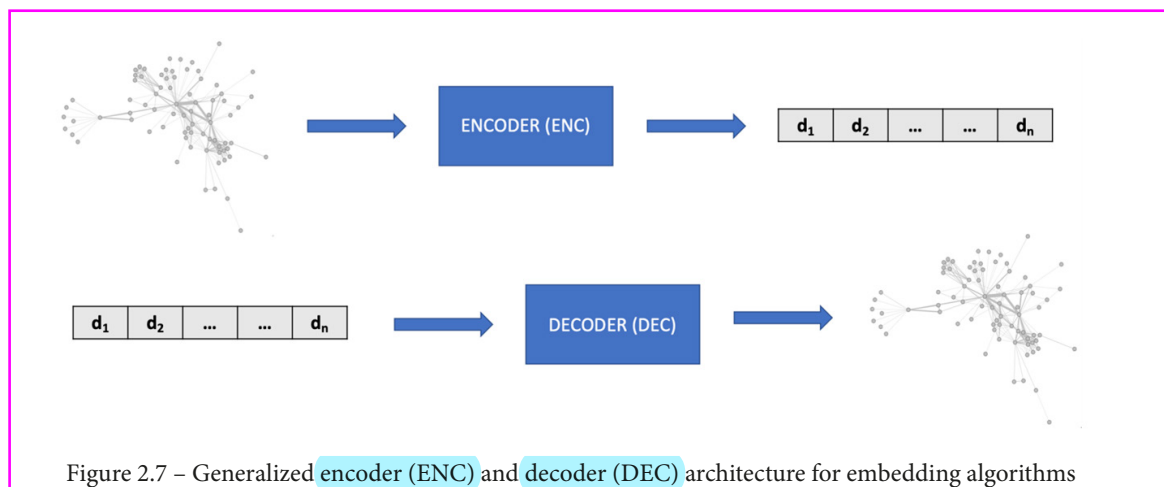 ENCODER (ENC)
d1 d2 ... ... dn
d1 d2 ... ... dn
DECODER (DEC)
Figure 2.7 – Generalized encoder (ENC) and decoder (DEC) architecture for embedding algorithms